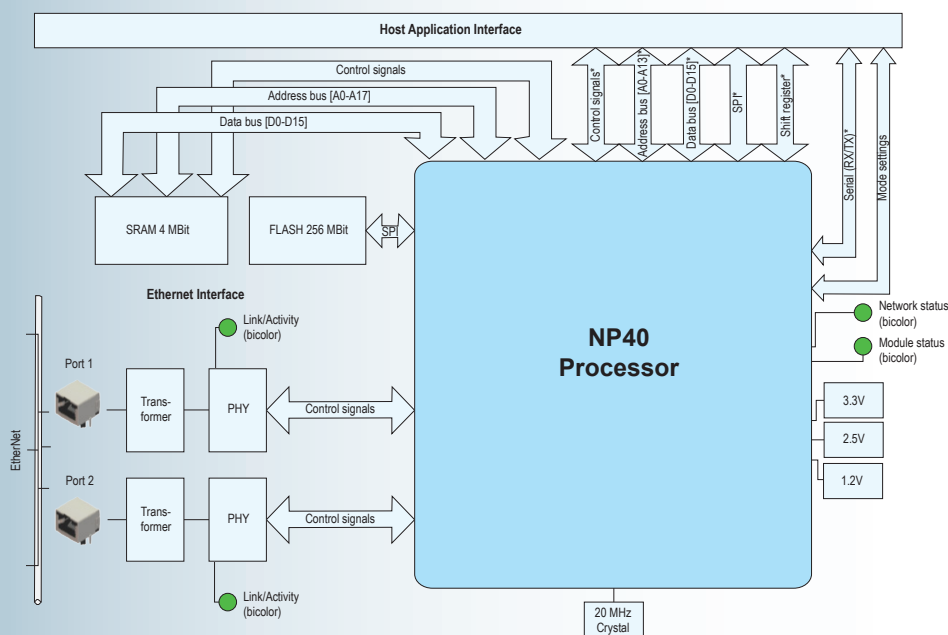 Host Application Interface
Control signals
Address bus [A0-A17]
Data bus [D0-D15]
Control signals*
Address bus [A0-A13]*
Data bus [D0-D15]*
SPI*
Shift register*
Serial (RX/TX)*
Mode settings
SRAM 4 MBit
FLASH 256 MBit
SPI
Ethernet Interface
Link/Activity
(bicolor)
Network status
(bicolor)
Module status
(bicolor)
NP40
Processor
Port 1
Trans-
former
PHY
Control signals
3.3V
2.5V
1.2V
EtherNet
Port 2
Trans-
former
PHY
Control signals
Link/Activity
(bicolor)
20 MHz
Crystal